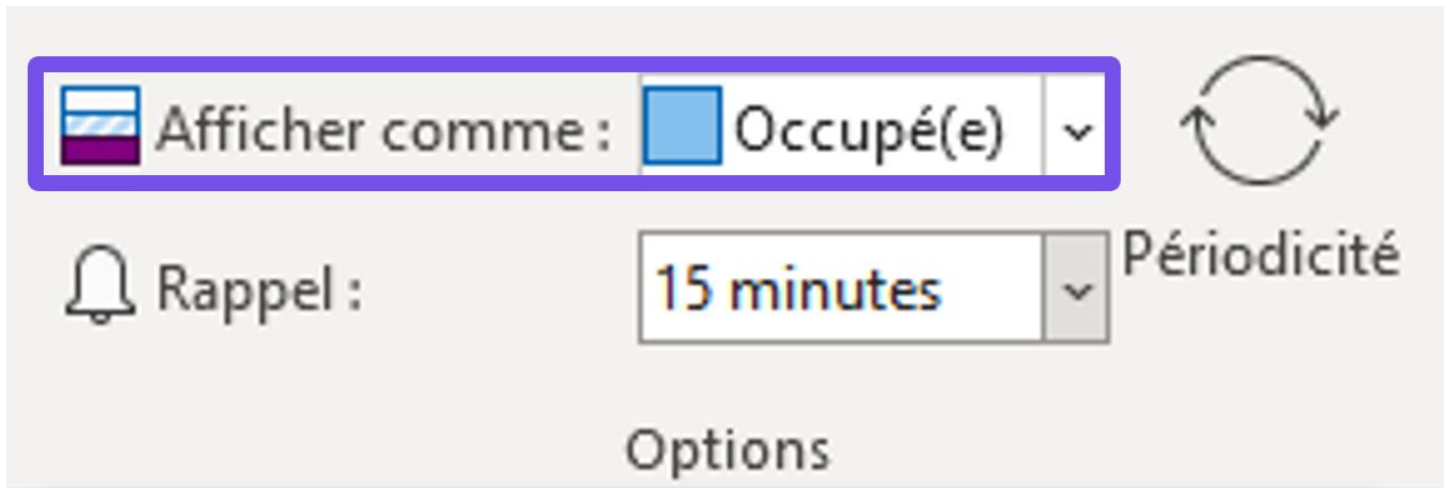 Afficher comme : Occupé(e)
Rappel : 15 minutes
Périodicité
Options